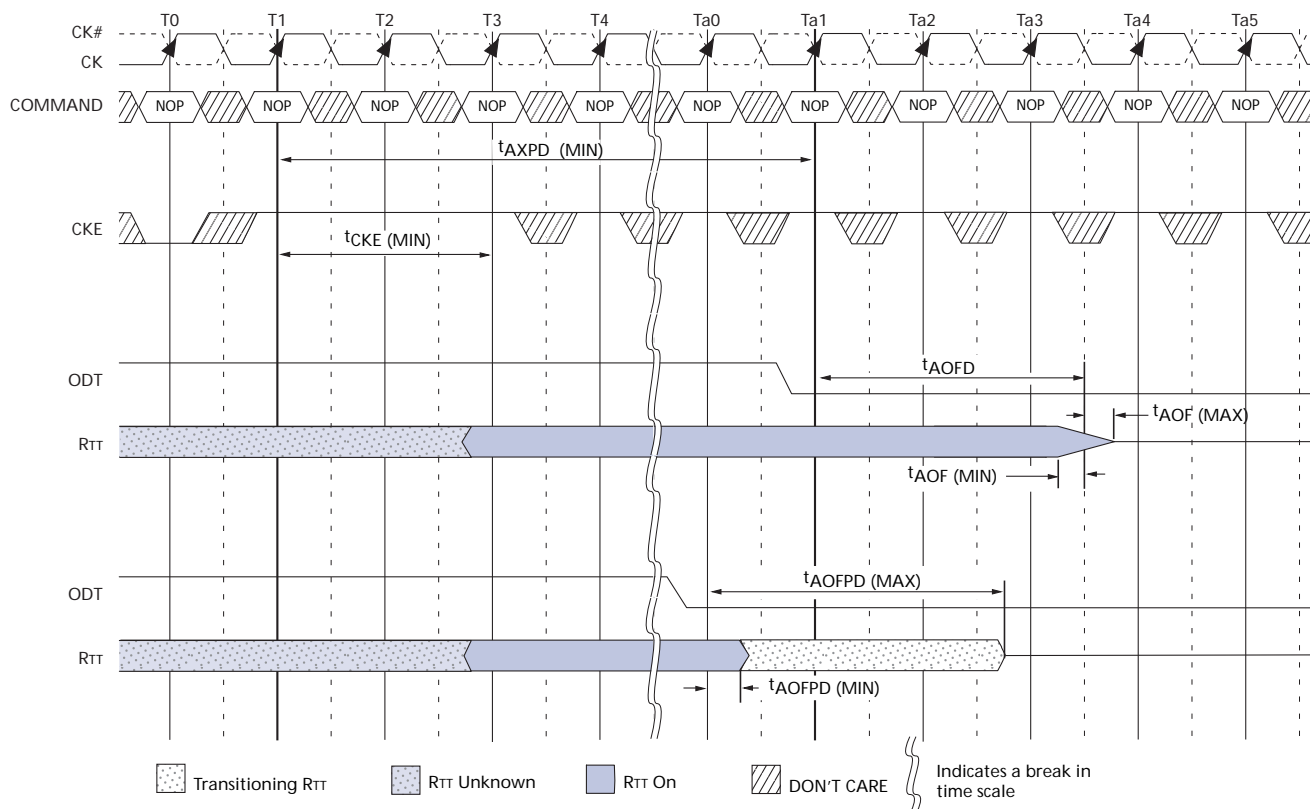 T0 T1 T2 T3 T4 Ta0 Ta1 Ta2 Ta3 Ta4 Ta5
CK#
CK
COMMAND NOP NOP NOP NOP NOP NOP NOP NOP NOP NOP NOP
tAXPD (MIN)
CKE
tCKE (MIN)
tAOFD
ODT
tAOF (MAX)
RTT
tAOF (MIN)
tAOFPD (MAX)
ODT
RTT
tAOFPD (MIN)
Transitioning RTT RTT Unknown RTT On DON'T CARE Indicates a break in
time scale